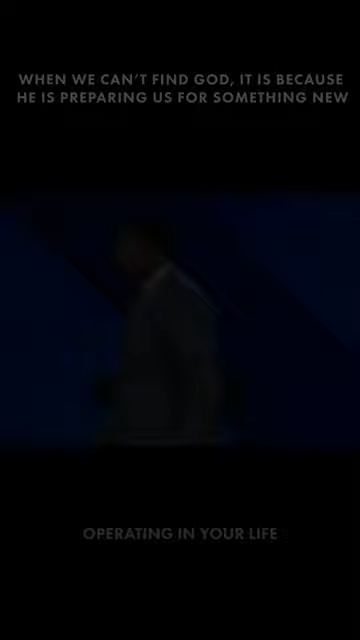 WHEN WE CAN'T FIND GOD, IT IS BECAUSE
HE IS PREPARING US FOR SOMETHING NEW
OPERATING IN YOUR LIFE